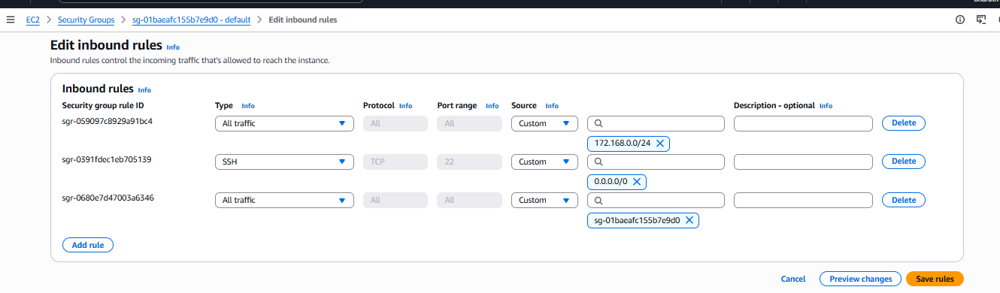 EC2 > Security Groups > sg-01baeafc155b7e9d0 - default > Edit inbound rules
Edit inbound rules Info
Inbound rules control the incoming traffic that's allowed to reach the instance.
Inbound rules Info
Security group rule ID Type Info Protocol Info Port range Info Source Info Description - optional Info
sgr-059097c8929a91bc4 All traffic All All Custom Delete
172.168.0.0/24
sgr-0391fdec1eb705139 SSH TCP 22 Custom Delete
0.0.0.0/0
sgr-0680e7d47003a6346 All traffic All All Custom Delete
sg-01baeafc155b7e9d0
Add rule
Cancel Preview changes Save rules